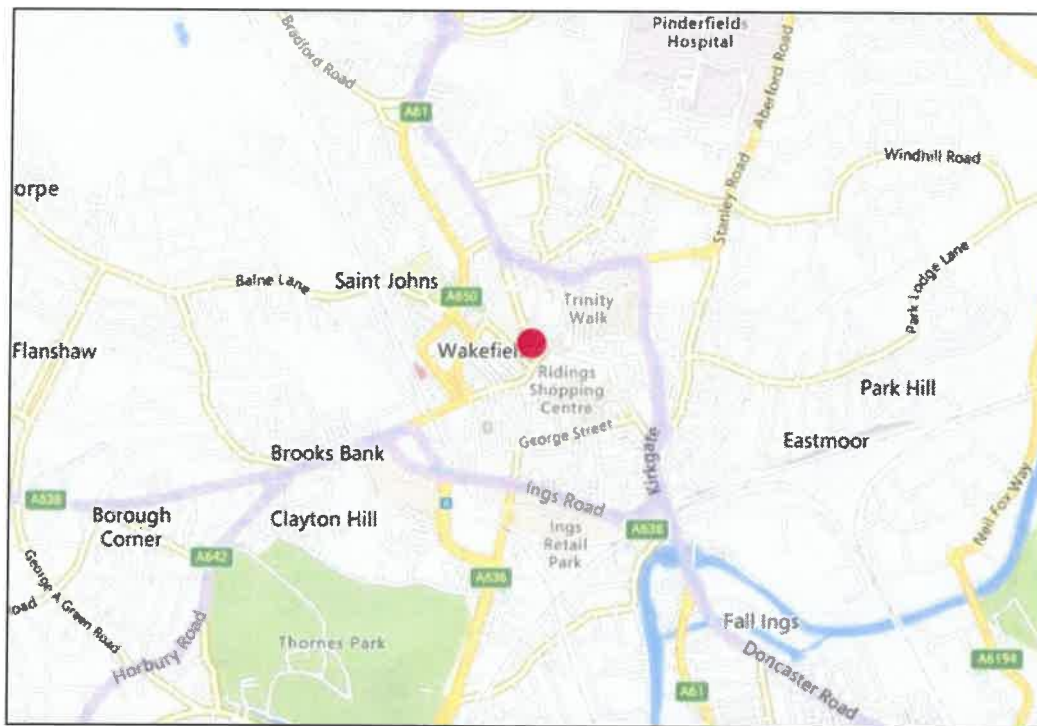 Pinderfields
Hospital
Bradford Road
Aberford Road
A61
Windhill Road
orpe
Stanley Road
Park Lodge Lane
Balne Lane
Saint Johns
A650
Trinity
Walk
Flanshaw
Wakefiel
Ridings
Shopping
Centre
Park Hill
George Street
Eastmoor
Brooks Bank
Kirkgate
Neil Fox Way
Ings Road
A638
Borough
Corner
Clayton Hill
Ings
Retail
Park
A638
A642
A636
George A Green Road
oad
Fall Ings
Thornes Park
Horbury Road
Doncaster Road
A6194
A61